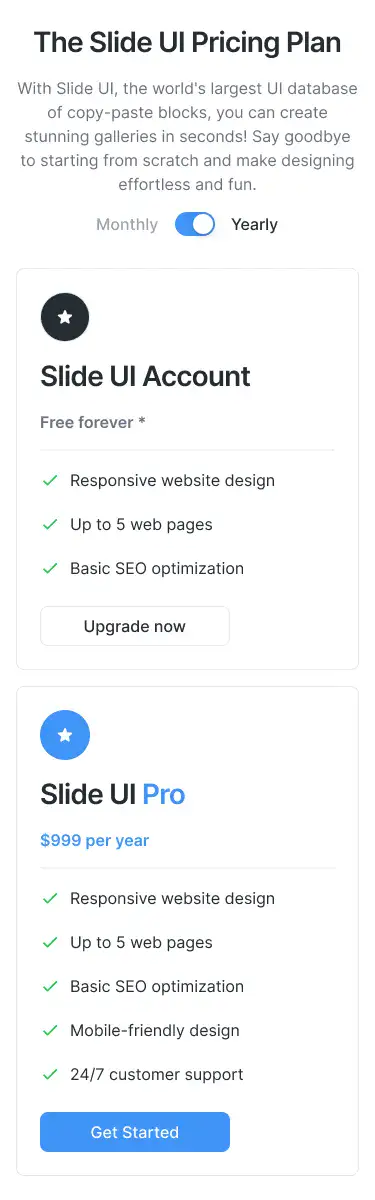 The Slide UI Pricing Plan
With Slide UI, the world's largest UI database
of copy-paste blocks, you can create
stunning galleries in seconds! Say goodbye
to starting from scratch and make designing
effortless and fun.
Monthly Yearly
Slide UI Account
Free forever *
Responsive website design
Up to 5 web pages
Basic SEO optimization
Upgrade now
Slide UI Pro
$999 per year
Responsive website design
Up to 5 web pages
Basic SEO optimization
Mobile-friendly design
24/7 customer support
Get Started